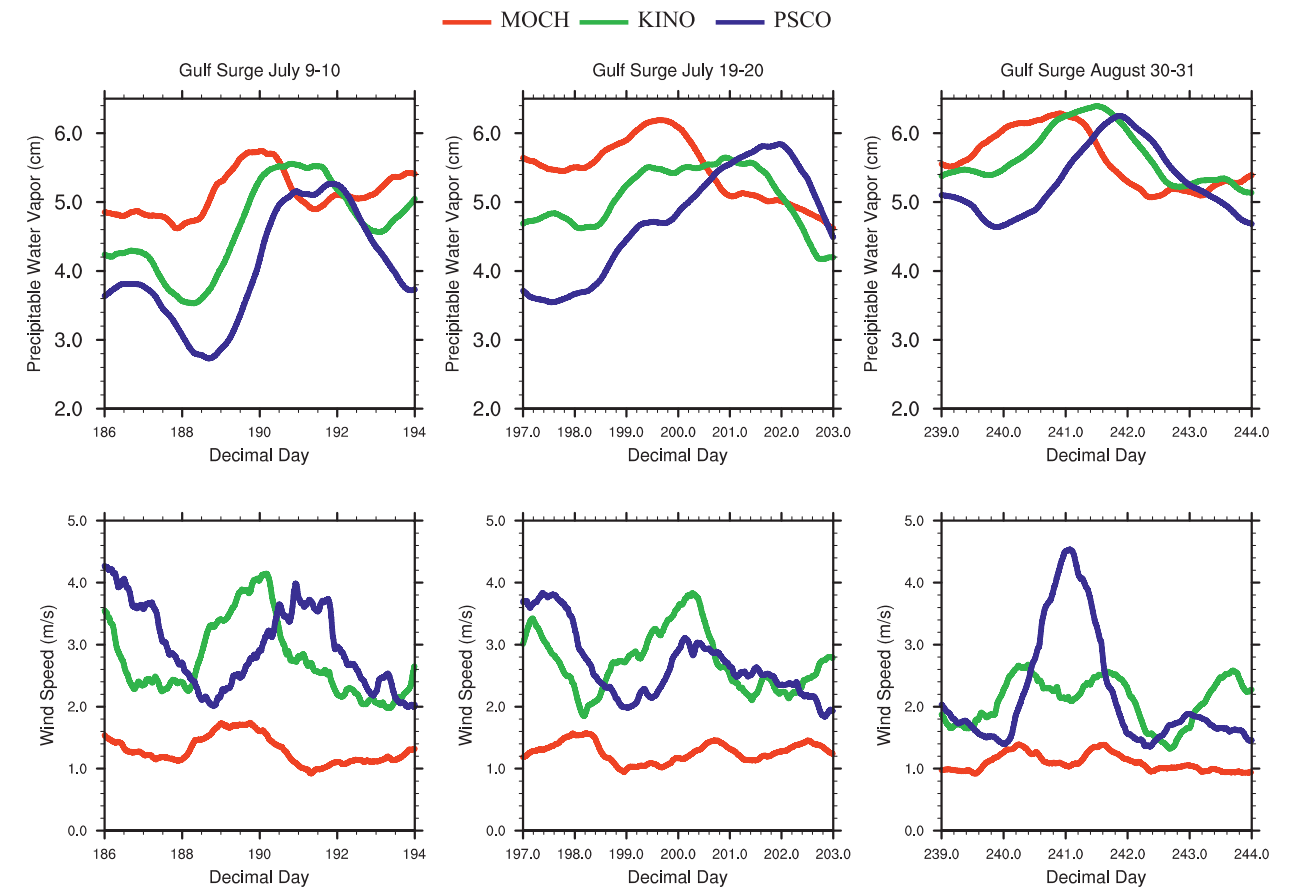 MOCH KINO PSCO
Gulf Surge July 9-10
Precipitable Water Vapor (cm)
6.0
5.0
4.0
3.0
2.0
186 188 190 192 194
Decimal Day
Gulf Surge July 19-20
Precipitable Water Vapor (cm)
6.0
5.0
4.0
3.0
2.0
197.0 198.0 199.0 200.0 201.0 202.0 203.0
Decimal Day
Gulf Surge August 30-31
Precipitable Water Vapor (cm)
6.0
5.0
4.0
3.0
2.0
239.0 240.0 241.0 242.0 243.0 244.0
Decimal Day
Wind Speed (m/s)
5.0
4.0
3.0
2.0
1.0
0.0
186 188 190 192 194
Decimal Day
Wind Speed (m/s)
5.0
4.0
3.0
2.0
1.0
0.0
197.0 198.0 199.0 200.0 201.0 202.0 203.0
Decimal Day
Wind Speed (m/s)
5.0
4.0
3.0
2.0
1.0
0.0
239.0 240.0 241.0 242.0 243.0 244.0
Decimal Day